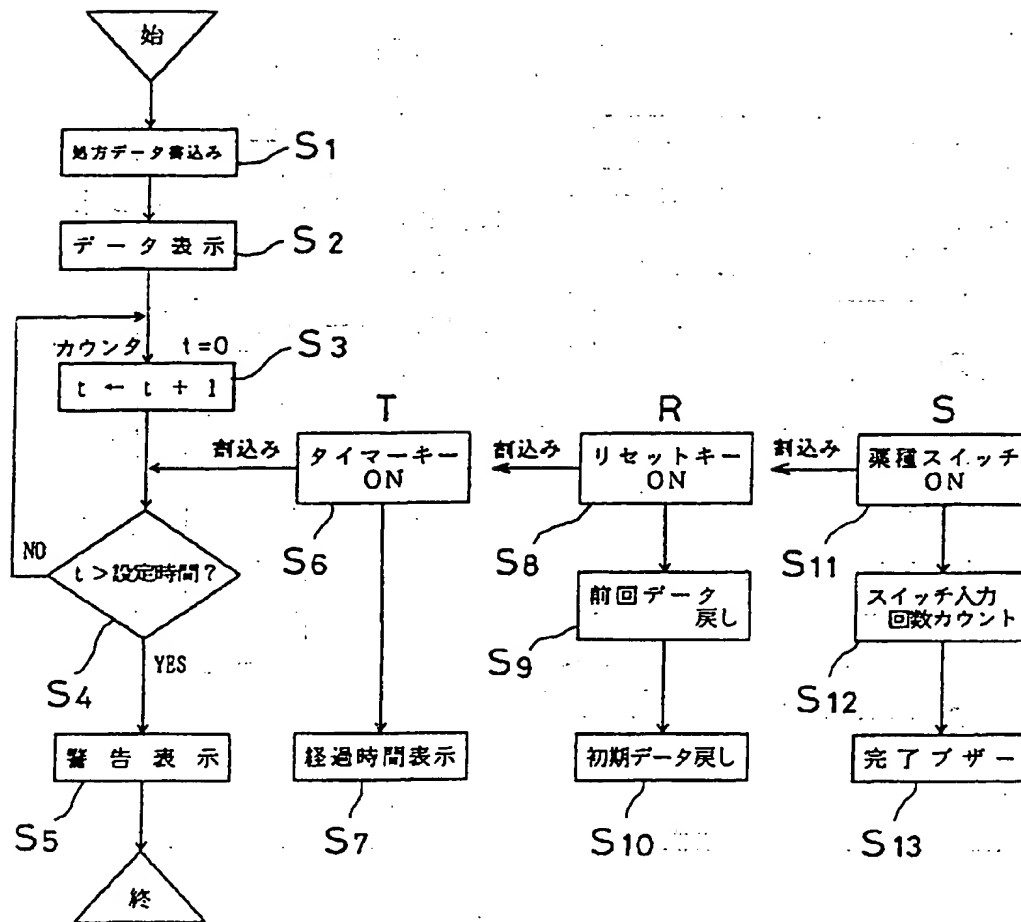 始
処方データ書込み
S1
データ表示
S2
カウンタ t=0
S3
t ← t + 1
T
R
S
割込み
タイマーキー
ON
割込み
リセットキー
ON
割込み
薬種スイッチ
ON
S6
S8
S11
NO
t>設定時間?
S4
YES
前回データ
戻し
S9
スイッチ入力
回数カウント
S12
警告表示
S5
経過時間表示
S7
初期データ戻し
S10
完了ブザー
S13
終